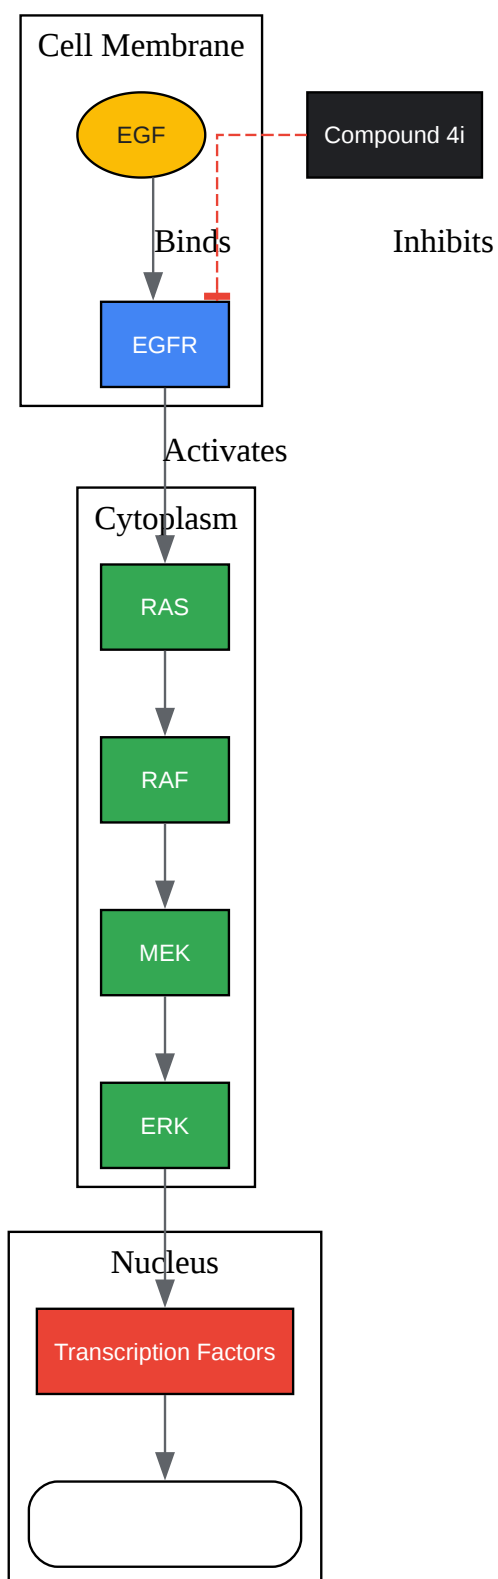 Cell Membrane
EGF
Compound 4i
Binds
Inhibits
EGFR
Activates
Cytoplasm
RAS
RAF
MEK
ERK
Nucleus
Transcription Factors